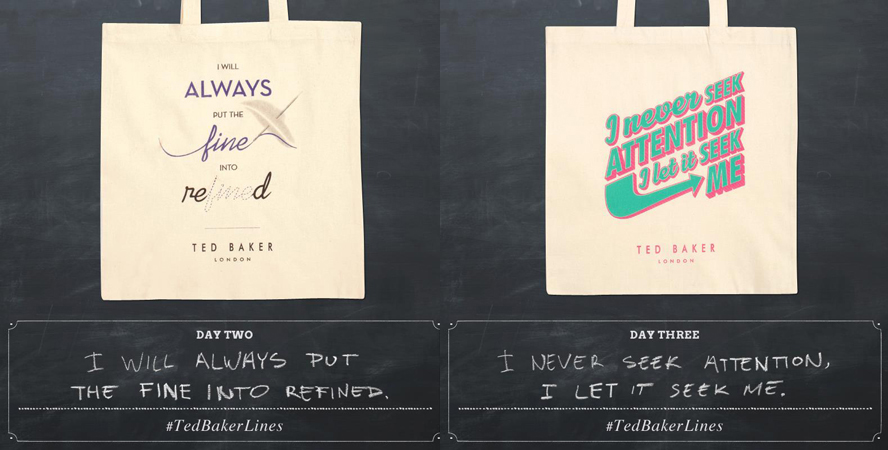 I WILL
ALWAYS
PUT THE
fine
INTO
refined
TED BAKER
LONDON
DAY TWO
I WILL ALWAYS PUT
THE FINE INTO REFINED.
#TedBakerLines
I never SEEK
ATTENTION
I let it SEEK
ME
TED BAKER
LONDON
DAY THREE
I NEVER SEEK ATTENTION,
I LET IT SEEK ME.
#TedBakerLines